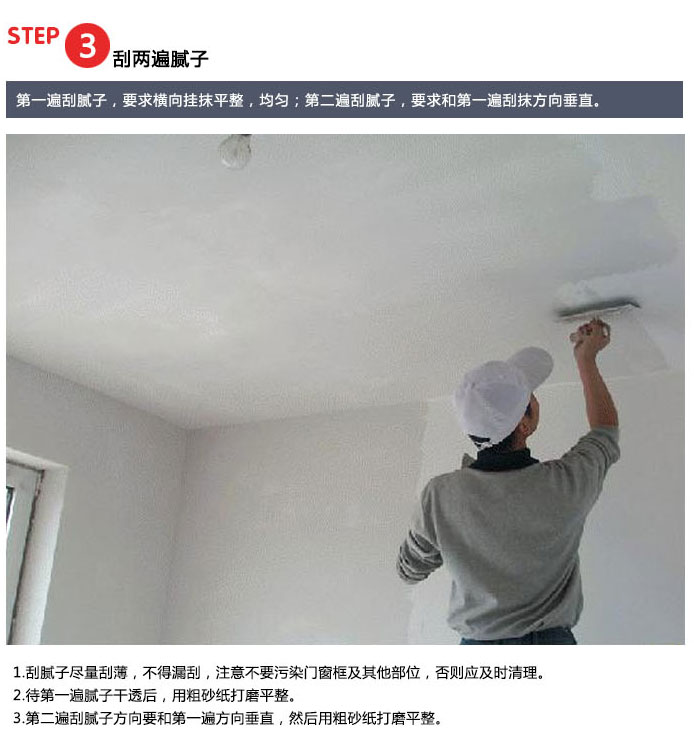 STEP 3 刮两遍腻子
第一遍刮腻子，要求横向挂抹平整，均匀；第二遍刮腻子，要求和第一遍刮抹方向垂直。
1.刮腻子尽量刮薄，不得漏刮，注意不要污染门窗框及其他部位，否则应及时清理。
2.待第一遍腻子干透后，用粗砂纸打磨平整。
3.第二遍刮腻子方向要和第一遍方向垂直，然后用粗砂纸打磨平整。